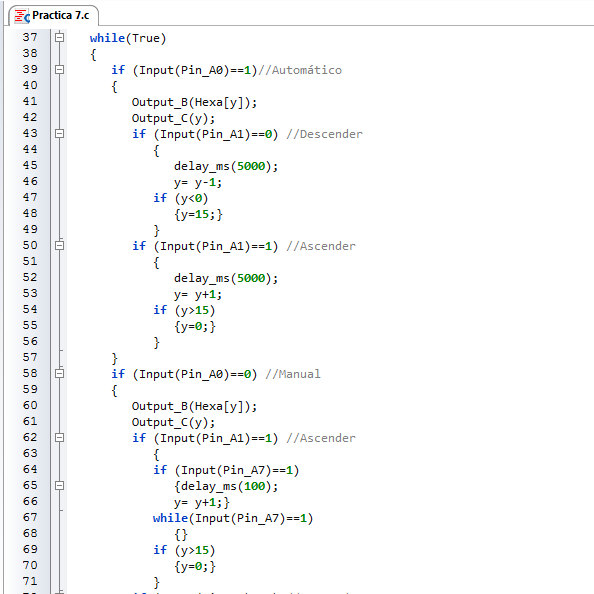 Practica 7.c
37 while(True)
38 {
39 if (Input(Pin_A0)==1)//Automático
40 {
41 Output_B(Hexa[y]);
42 Output_C(y);
43 if (Input(Pin_A1)==0) //Descender
44 {
45 delay_ms(5000);
46 y= y-1;
47 if (y<0)
48 {y=15;}
49 }
50 if (Input(Pin_A1)==1) //Ascender
51 {
52 delay_ms(5000);
53 y= y+1;
54 if (y>15)
55 {y=0;}
56 }
57 }
58 if (Input(Pin_A0)==0) //Manual
59 {
60 Output_B(Hexa[y]);
61 Output_C(y);
62 if (Input(Pin_A1)==1) //Ascender
63 {
64 if (Input(Pin_A7)==1)
65 {delay_ms(100);
66 y= y+1;}
67 while(Input(Pin_A7)==1)
68 {}
69 if (y>15)
70 {y=0;}
71 }